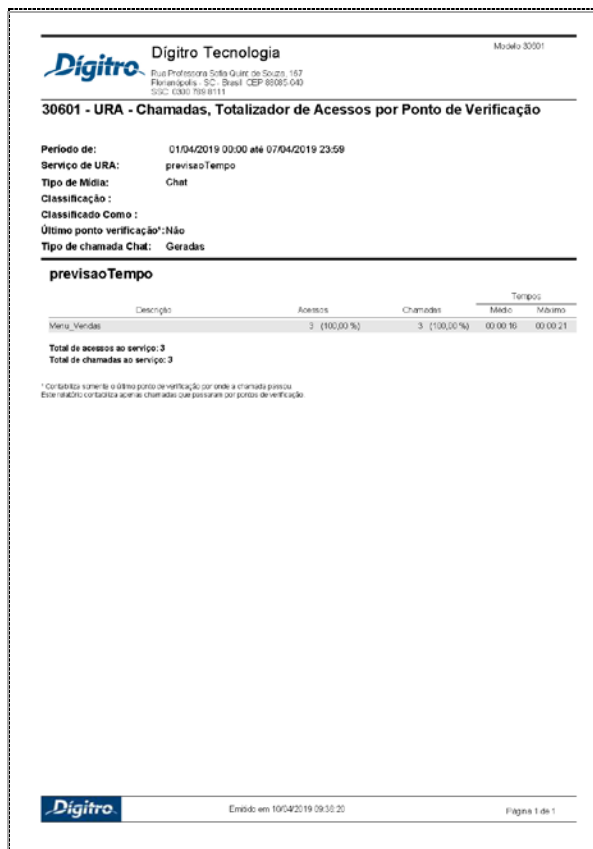 Dígitro
Dígitro Tecnologia
Modelo 30601
Rua Professora Sofia Quint de Souza, 167
Florianópolis - SC - Brasil CEP 88085-040
SSC: 0300 789 8111
30601 - URA - Chamadas, Totalizador de Acessos por Ponto de Verificação
Período de: 01/04/2019 00:00 até 07/04/2019 23:59
Serviço de URA: previsaoTempo
Tipo de Mídia: Chat
Classificação :
Classificado Como :
Último ponto verificação*: Não
Tipo de chamada Chat: Geradas
previsaoTempo
Tempos
Descrição Acessos Chamadas Médio Máximo
Menu_Vendas 3 (100,00 %) 3 (100,00 %) 00:00:16 00:00:21
Total de acessos ao serviço: 3
Total de chamadas ao serviço: 3
* Contabiliza somente o último ponto de verificação por onde a chamada passou.
Este relatório contabiliza apenas chamadas que passaram por pontos de verificação.
Dígitro
Emitido em 10/04/2019 09:38:20
Página 1 de 1